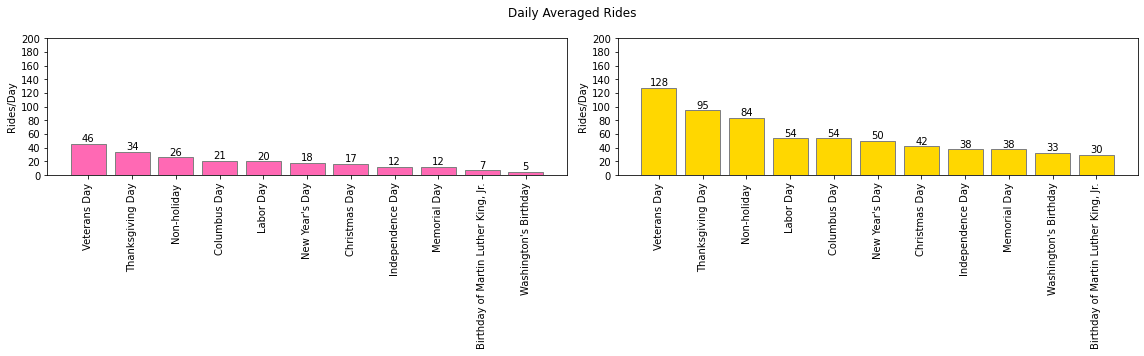 Daily Averaged Rides
Rides/Day
200
180
160
140
120
100
80
60
40
20
0
46
34
26
21
20
18
17
12
12
7
5
Veterans Day
Thanksgiving Day
Non-holiday
Columbus Day
Labor Day
New Year's Day
Christmas Day
Independence Day
Memorial Day
Birthday of Martin Luther King, Jr.
Washington's Birthday
Rides/Day
200
180
160
140
120
100
80
60
40
20
0
128
95
84
54
54
50
42
38
38
33
30
Veterans Day
Thanksgiving Day
Non-holiday
Labor Day
Columbus Day
New Year's Day
Christmas Day
Independence Day
Memorial Day
Washington's Birthday
Birthday of Martin Luther King, Jr.